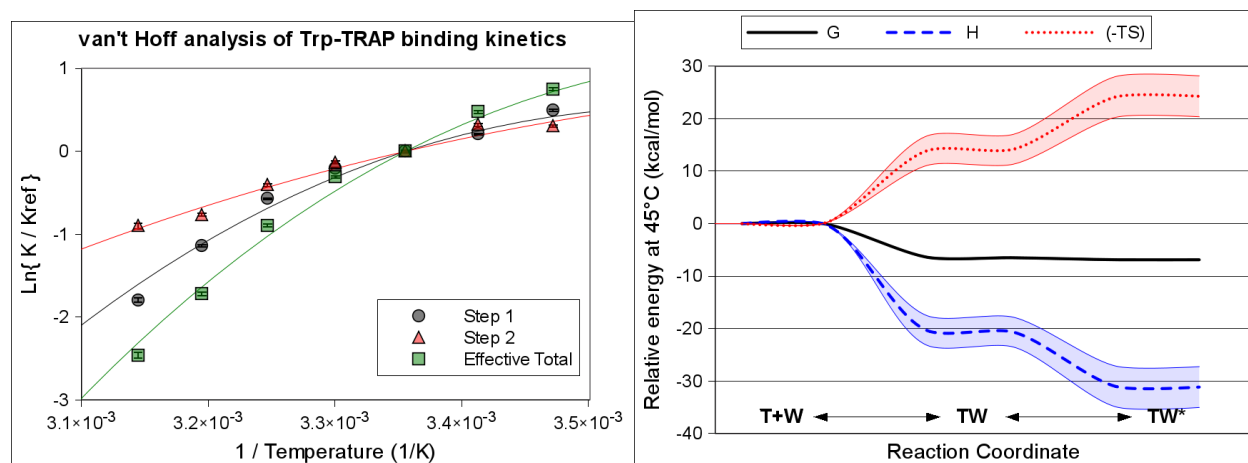 van't Hoff analysis of Trp-TRAP binding kinetics
Ln{ K / Kref }
1
0
-1
-2
-3
Step 1
Step 2
Effective Total
3.1×10⁻³ 3.2×10⁻³ 3.3×10⁻³ 3.4×10⁻³ 3.5×10⁻³
1 / Temperature (1/K)
G H (-TS)
Relative energy at 45°C (kcal/mol)
30
20
10
0
-10
-20
-30
-40
T+W TW TW*
Reaction Coordinate